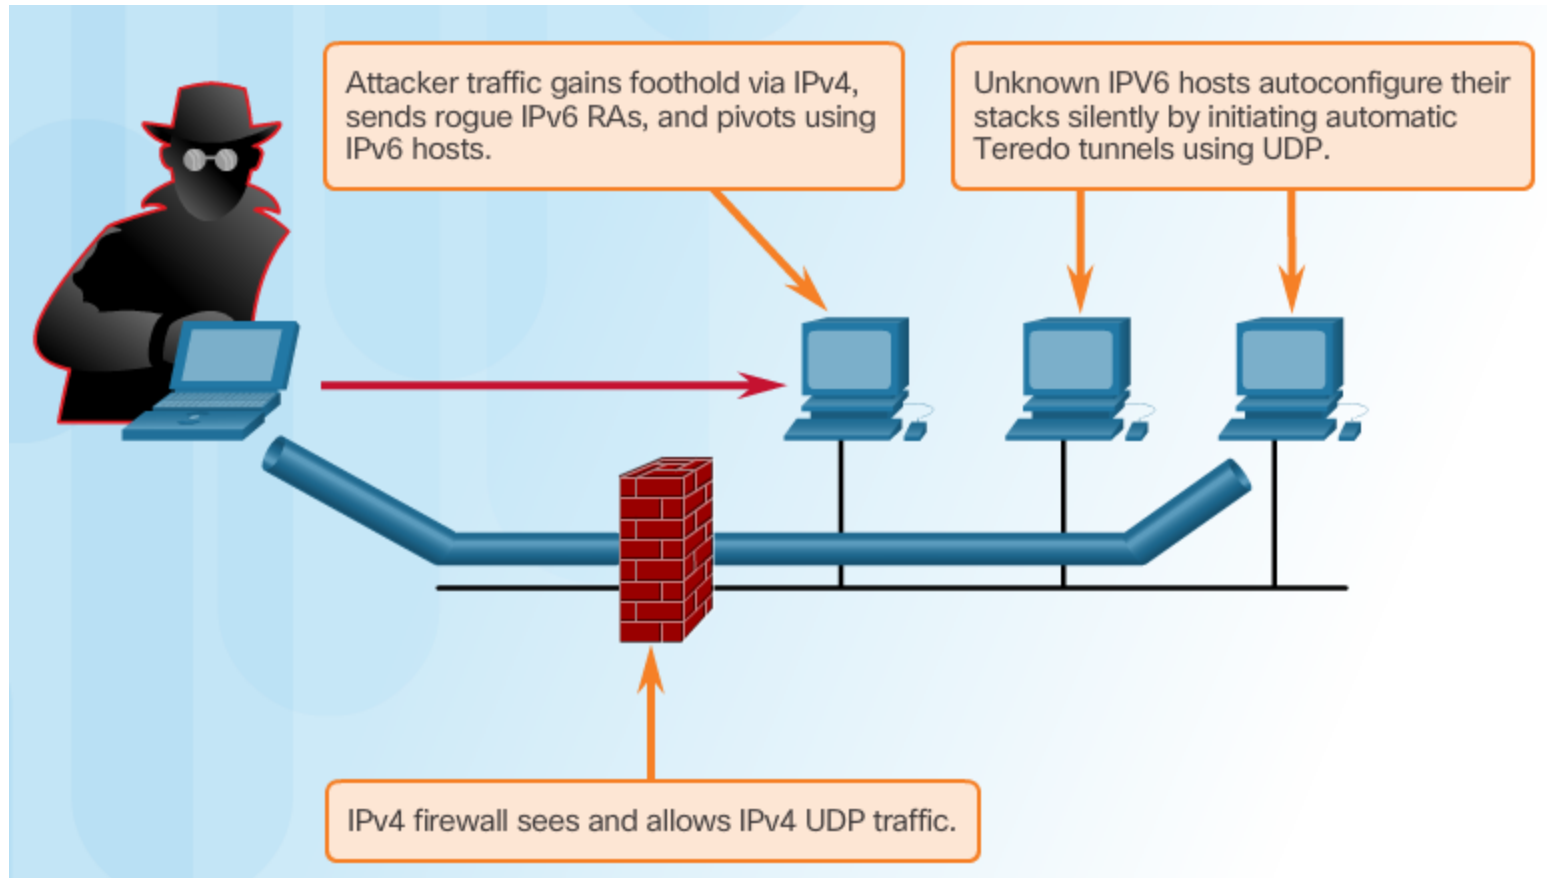 Attacker traffic gains foothold via IPv4,
sends rogue IPv6 RAs, and pivots using
IPv6 hosts.
Unknown IPV6 hosts autoconfigure their
stacks silently by initiating automatic
Teredo tunnels using UDP.
IPv4 firewall sees and allows IPv4 UDP traffic.